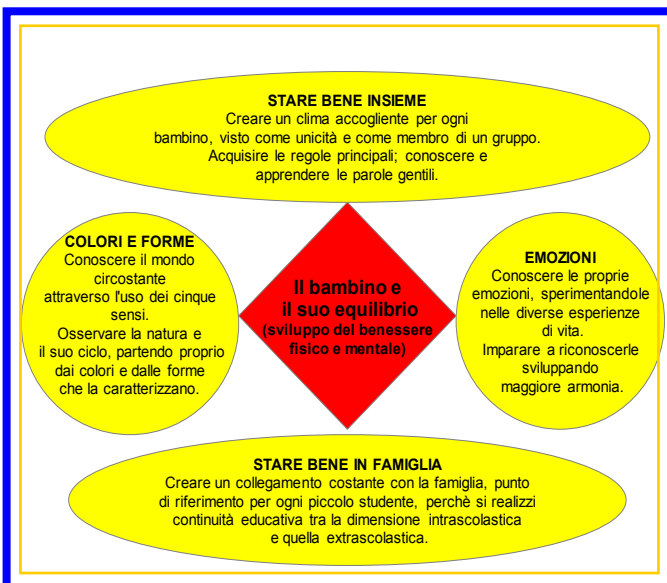 STARE BENE INSIEME
Creare un clima accogliente per ogni
bambino, visto come unicità e come membro di un gruppo.
Acquisire le regole principali; conoscere e
apprendere le parole gentili.
COLORI E FORME
Conoscere il mondo
circostante
attraverso l'uso dei cinque
sensi.
Osservare la natura e
il suo ciclo, partendo proprio
dai colori e dalle forme
che la caratterizzano.
Il bambino e
il suo equilibrio
(sviluppo del benessere
fisico e mentale)
EMOZIONI
Conoscere le proprie
emozioni, sperimentandole
nelle diverse esperienze
di vita.
Imparare a riconoscerle
sviluppando
maggiore armonia.
STARE BENE IN FAMIGLIA
Creare un collegamento costante con la famiglia, punto
di riferimento per ogni piccolo studente, perchè si realizzi
continuità educativa tra la dimensione intrascolastica
e quella extrascolastica.